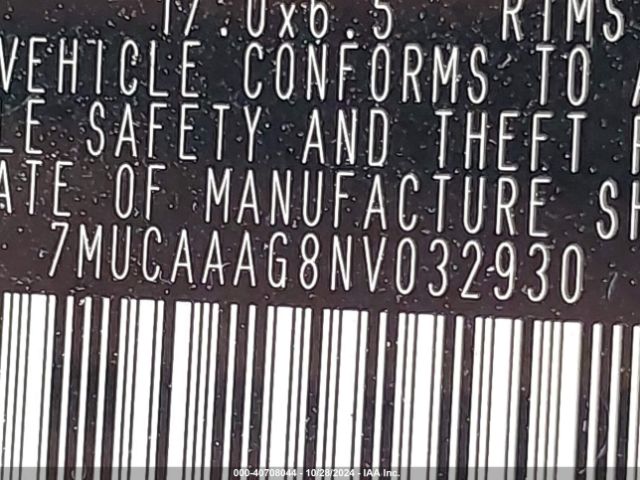 17.0x6.5 RIMS
VEHICLE CONFORMS TO A
LE SAFETY AND THEFT
ATE OF MANUFACTURE SH
7MUCAAAG8NV032930
000-40708044 / 10/28/2024 - IAA Inc.